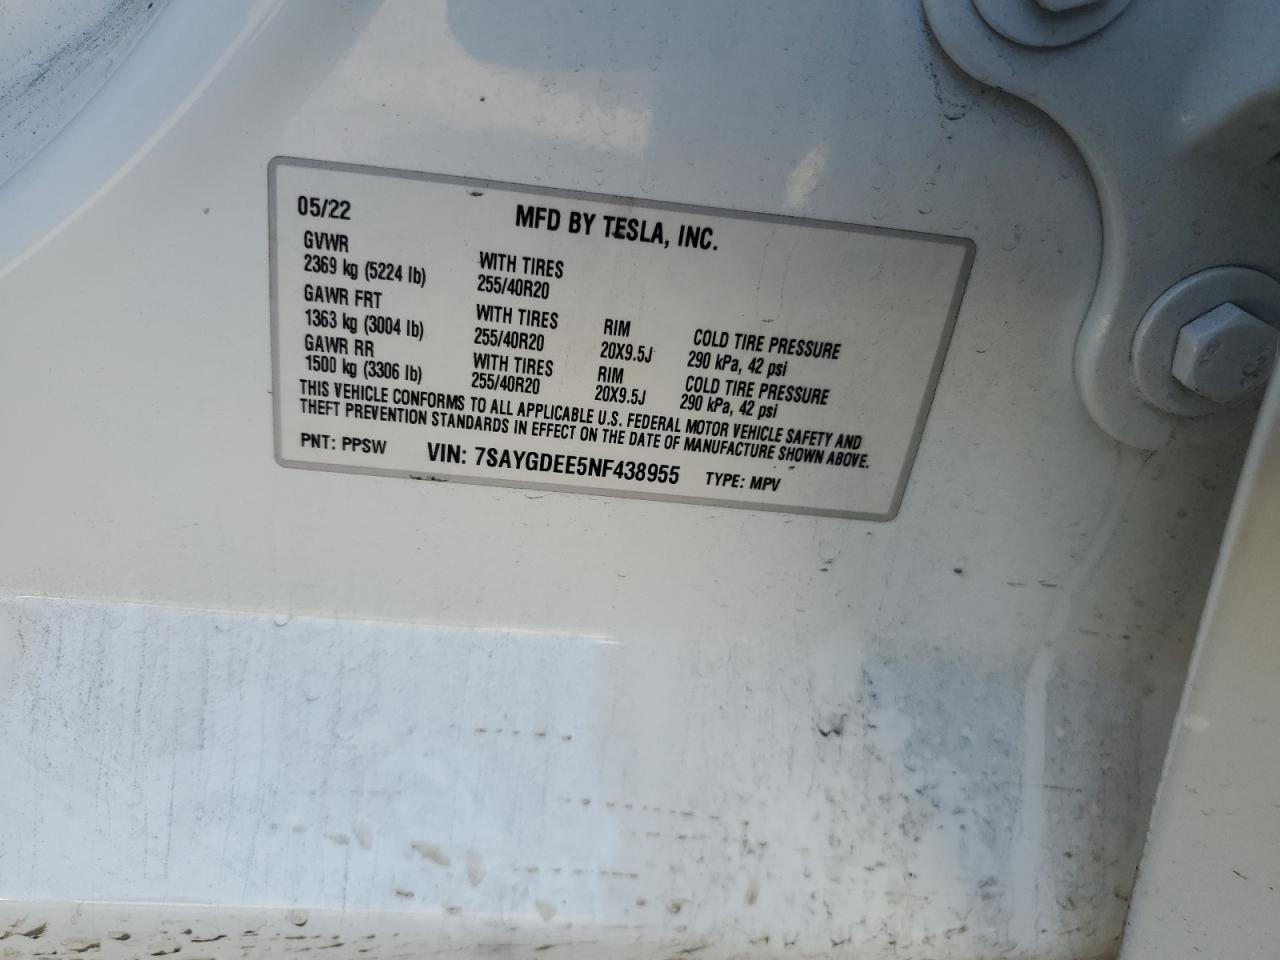 05/22
MFD BY TESLA, INC.
GVWR
2369 kg (5224 lb)
WITH TIRES
255/40R20
GAWR FRT
1363 kg (3004 lb)
WITH TIRES
255/40R20
RIM
20X9.5J
COLD TIRE PRESSURE
290 kPa, 42 psi
GAWR RR
1500 kg (3306 lb)
WITH TIRES
255/40R20
RIM
20X9.5J
COLD TIRE PRESSURE
290 kPa, 42 psi
THIS VEHICLE CONFORMS TO ALL APPLICABLE U.S. FEDERAL MOTOR VEHICLE SAFETY AND
THEFT PREVENTION STANDARDS IN EFFECT ON THE DATE OF MANUFACTURE SHOWN ABOVE.
PNT: PPSW VIN: 7SAYGDEE5NF438955 TYPE: MPV